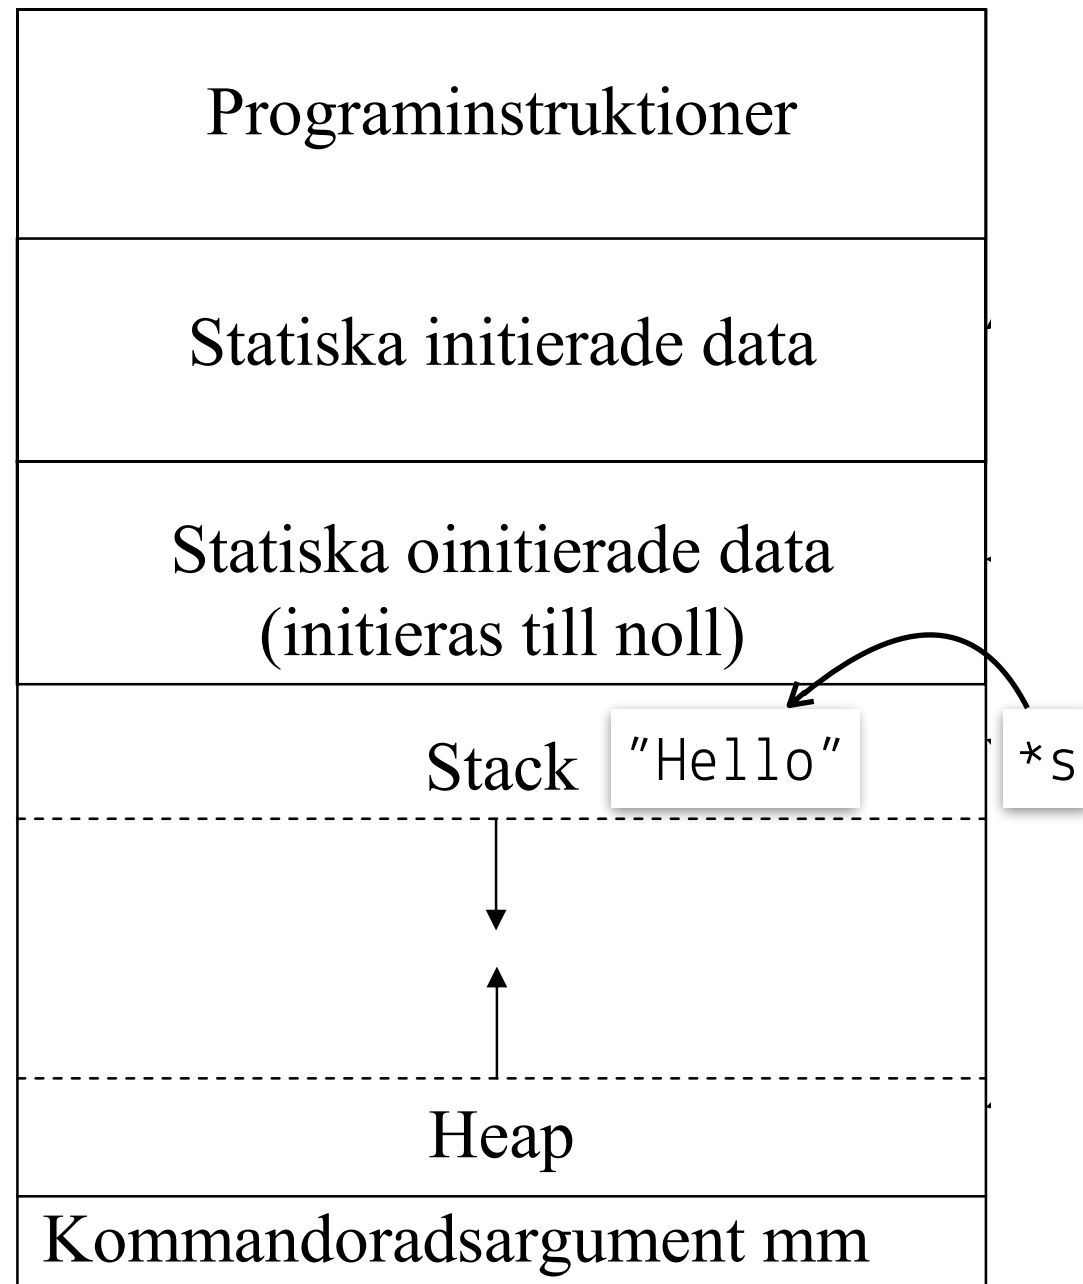 Programinstruktioner
Statiska initierade data
Statiska oinitierade data
(initieras till noll)
Stack "Hello" *s
Heap
Kommandoradsargument mm